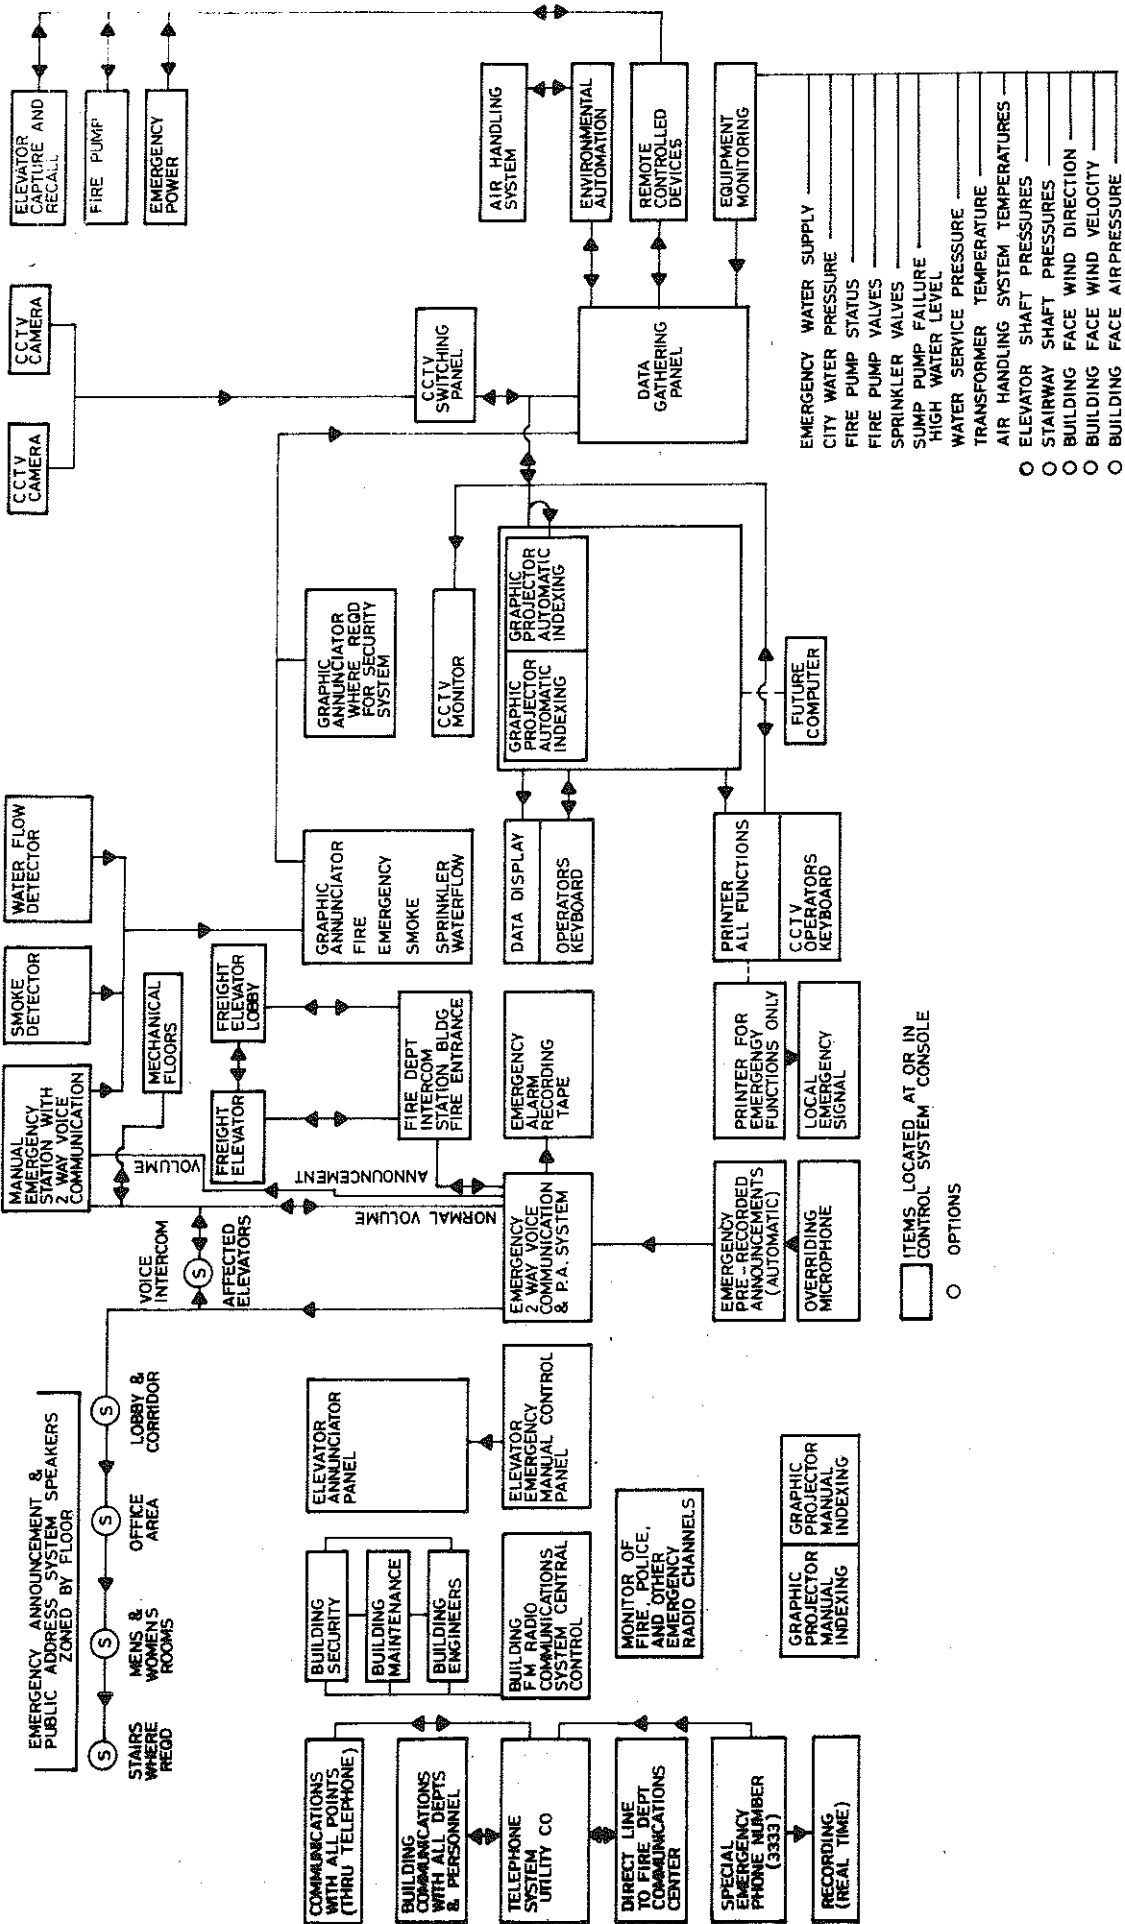 EMERGENCY ANNOUNCEMENT &
PUBLIC ADDRESS SYSTEM SPEAKERS
ZONED BY FLOOR
S
S
S
S
STAIRS
WHERE
REQD
MENS &
WOMENS
ROOMS
OFFICE
AREA
LOBBY &
CORRIDOR
VOICE
INTERCOM
S
AFFECTED
ELEVATORS
MANUAL
EMERGENCY
STATION WITH
2 WAY VOICE
COMMUNICATION
SMOKE
DETECTOR
WATER FLOW
DETECTOR
MECHANICAL
FLOORS
VOLUME
ANNOUNCEMENT
NORMAL VOLUME
FREIGHT
ELEVATOR
FREIGHT
ELEVATOR
LOBBY
CCTV
CAMERA
CCTV
CAMERA
ELEVATOR
CAPTURE AND
RECALL
FIRE PUMP
EMERGENCY
POWER
COMMUNICATIONS
WITH ALL POINTS
(THRU TELEPHONE)
BUILDING
COMMUNICATIONS
WITH ALL DEPTS
& PERSONNEL
TELEPHONE
SYSTEM
UTILITY CO
DIRECT LINE
TO FIRE DEPT
COMMUNICATIONS
CENTER
SPECIAL
EMERGENCY
PHONE NUMBER
(3333)
RECORDING
(REAL TIME)
BUILDING
SECURITY
BUILDING
MAINTENANCE
BUILDING
ENGINEERS
BUILDING
FM RADIO
COMMUNICATIONS
SYSTEM CENTRAL
CONTROL
MONITOR OF
FIRE, POLICE,
AND OTHER
EMERGENCY
RADIO CHANNELS
GRAPHIC
PROJECTOR
MANUAL
INDEXING
GRAPHIC
PROJECTOR
MANUAL
INDEXING
ELEVATOR
ANNUNCIATOR
PANEL
ELEVATOR
EMERGENCY
MANUAL CONTROL
PANEL
FIRE DEPT
INTERCOM
STATION BLDG
FIRE ENTRANCE
EMERGENCY
2 WAY VOICE
COMMUNICATION
& P.A. SYSTEM
EMERGENCY
ALARM
RECORDING
TAPE
EMERGENCY
PRE-RECORDED
ANNOUNCEMENTS
(AUTOMATIC)
OVERRIDING
MICROPHONE
PRINTER FOR
EMERGENCY
FUNCTIONS ONLY
LOCAL
EMERGENCY
SIGNAL
GRAPHIC
ANNUNCIATOR
FIRE
EMERGENCY
SMOKE
SPRINKLER
WATERFLOW
GRAPHIC
ANNUNCIATOR
WHERE REQD
FOR SECURITY
SYSTEM
CCTV
MONITOR
DATA DISPLAY
OPERATORS
KEYBOARD
GRAPHIC
PROJECTOR
AUTOMATIC
INDEXING
GRAPHIC
PROJECTOR
AUTOMATIC
INDEXING
PRINTER
ALL FUNCTIONS
CCTV
OPERATORS
KEYBOARD
FUTURE
COMPUTER
CCTV
SWITCHING
PANEL
DATA
GATHERING
PANEL
AIR HANDLING
SYSTEM
ENVIRONMENTAL
AUTOMATION
REMOTE
CONTROLLED
DEVICES
EQUIPMENT
MONITORING
EMERGENCY WATER SUPPLY
CITY WATER PRESSURE
FIRE PUMP STATUS
FIRE PUMP VALVES
SPRINKLER VALVES
SUMP PUMP FAILURE
HIGH WATER LEVEL
WATER SERVICE PRESSURE
TRANSFORMER TEMPERATURE
AIR HANDLING SYSTEM TEMPERATURES
ELEVATOR SHAFT PRESSURES
STAIRWAY SHAFT PRESSURES
BUILDING FACE WIND DIRECTION
BUILDING FACE WIND VELOCITY
BUILDING FACE AIRPRESSURE
ITEMS LOCATED AT OR IN
CONTROL SYSTEM CONSOLE
OPTIONS